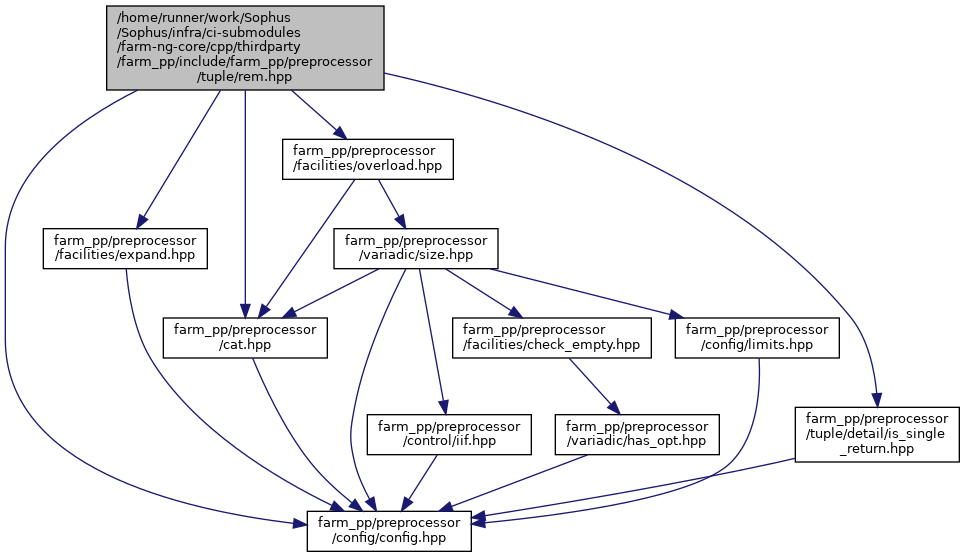 /home/runner/work/Sophus
/Sophus/infra/ci-submodules
/farm-ng-core/cpp/thirdparty
/farm_pp/include/farm_pp/preprocessor
/tuple/rem.hpp
farm_pp/preprocessor
/facilities/overload.hpp
farm_pp/preprocessor
/facilities/expand.hpp
farm_pp/preprocessor
/variadic/size.hpp
farm_pp/preprocessor
/cat.hpp
farm_pp/preprocessor
/facilities/check_empty.hpp
farm_pp/preprocessor
/config/limits.hpp
farm_pp/preprocessor
/control/iif.hpp
farm_pp/preprocessor
/variadic/has_opt.hpp
farm_pp/preprocessor
/tuple/detail/is_single
_return.hpp
farm_pp/preprocessor
/config/config.hpp